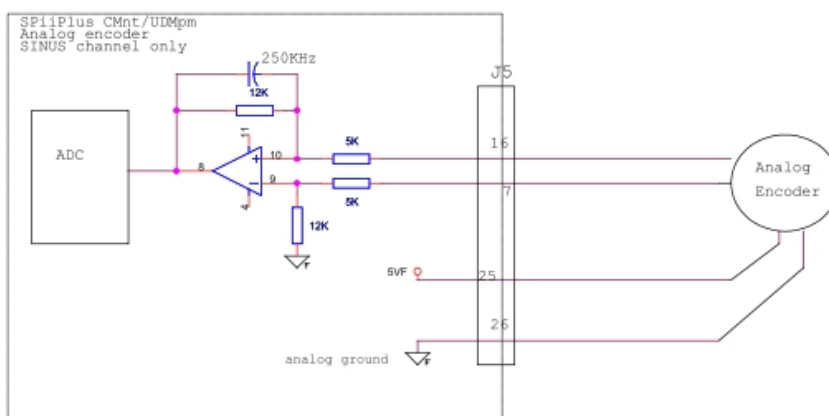 SPiiPlus CMnt/UDMpm
Analog encoder
SINUS channel only
250KHz
12K
J5
11
5K
16
ADC
8
+
10
Analog
Encoder
-
9
7
4
5K
12K
F
5VF
25
26
analog ground
F